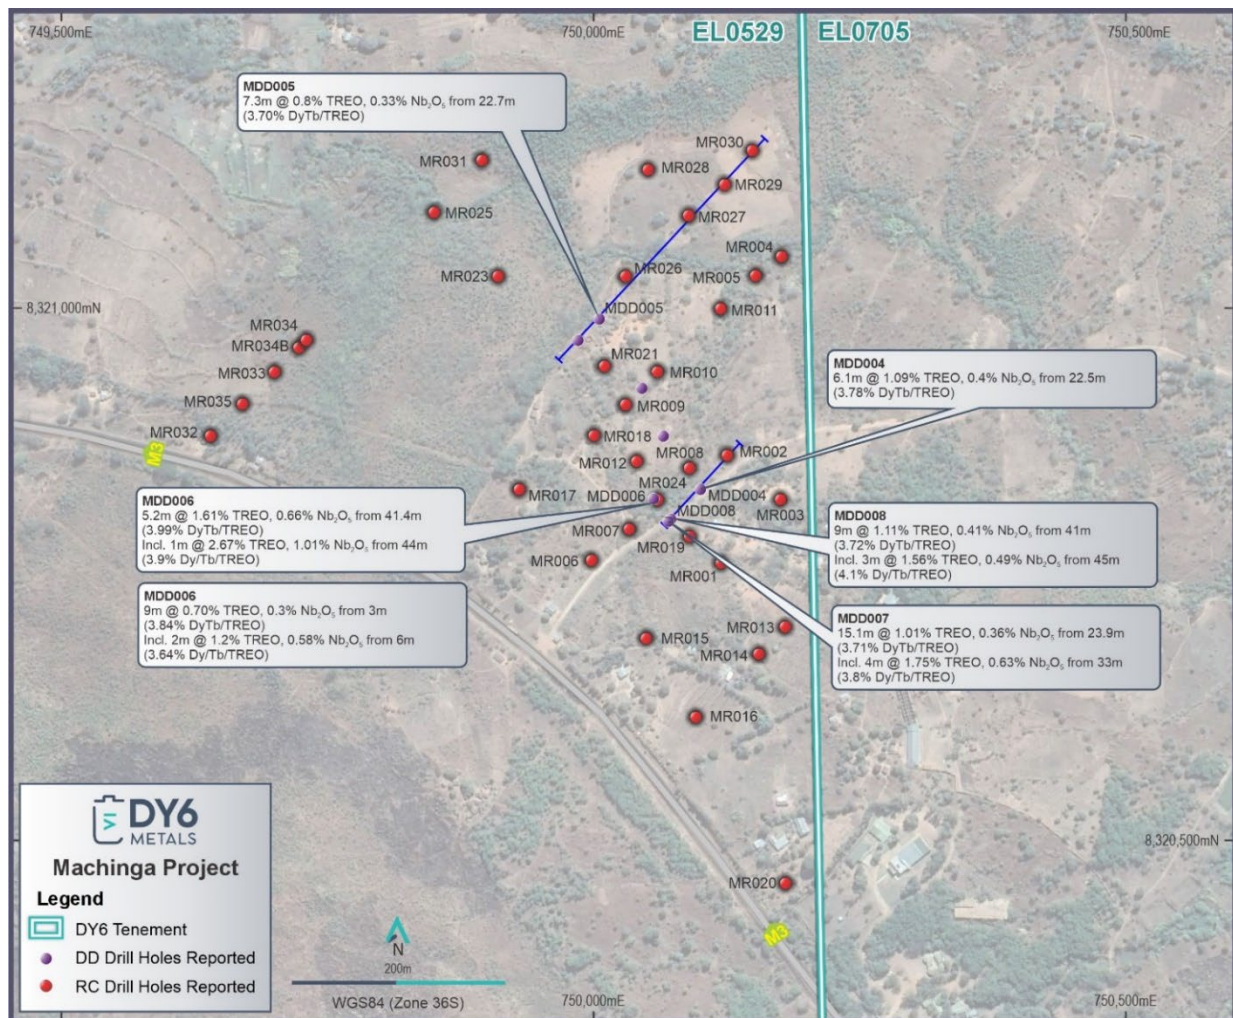 749,500mE
750,000mE
EL0529
EL0705
750,500mE
MDD005
7.3m @ 0.8% TREO, 0.33% Nb₂O₅ from 22.7m
(3.70% DyTb/TREO)
MR030
MR031
MR028
MR029
MR025
MR027
MR004
MR023
MR026
MR005
8,321,000mN
MDD005
MR011
MR034
MR034B
MR021
MR033
MR010
MDD004
6.1m @ 1.09% TREO, 0.4% Nb₂O₅ from 22.5m
(3.78% DyTb/TREO)
MR035
MR009
MR032
M3
MR018
MR002
MR008
MR012
MR024
MR017
MDD006
MDD004
MR003
MDD008
MR007
MR019
MR006
MR001
MDD006
5.2m @ 1.61% TREO, 0.66% Nb₂O₅ from 41.4m
(3.99% DyTb/TREO)
Incl. 1m @ 2.67% TREO, 1.01% Nb₂O₅ from 44m
(3.9% DyTb/TREO)
MDD008
9m @ 1.11% TREO, 0.41% Nb₂O₅ from 41m
(3.72% DyTb/TREO)
Incl. 3m @ 1.56% TREO, 0.49% Nb₂O₅ from 45m
(4.1% Dy/Tb/TREO)
MDD006
9m @ 0.70% TREO, 0.3% Nb₂O₅ from 3m
(3.84% DyTb/TREO)
Incl. 2m @ 1.2% TREO, 0.58% Nb₂O₅ from 6m
(3.64% Dy/Tb/TREO)
MDD007
15.1m @ 1.01% TREO, 0.36% Nb₂O₅ from 23.9m
(3.71% DyTb/TREO)
Incl. 4m @ 1.75% TREO, 0.63% Nb₂O₅ from 33m
(3.8% Dy/Tb/TREO)
MR013
MR015
MR014
MR016
DY6
METALS
Machinga Project
Legend
DY6 Tenement
DD Drill Holes Reported
RC Drill Holes Reported
N
200m
WGS84 (Zone 36S)
8,320,500mN
MR020
M3
750,000mE
750,500mE